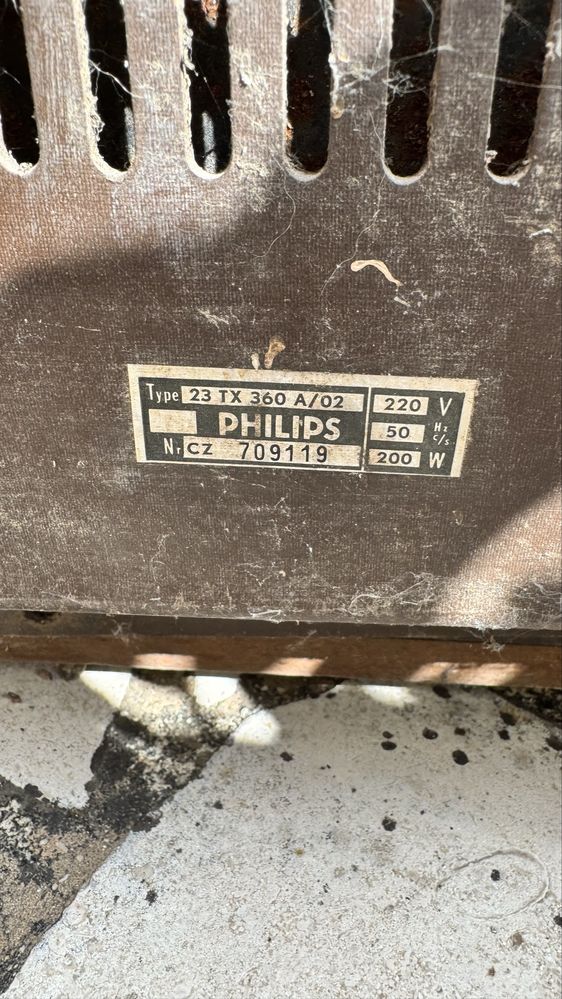 Type 23 TX 360 A/02 220 V
PHILIPS 50 Hz c/s
Nr CZ 709119 200 W